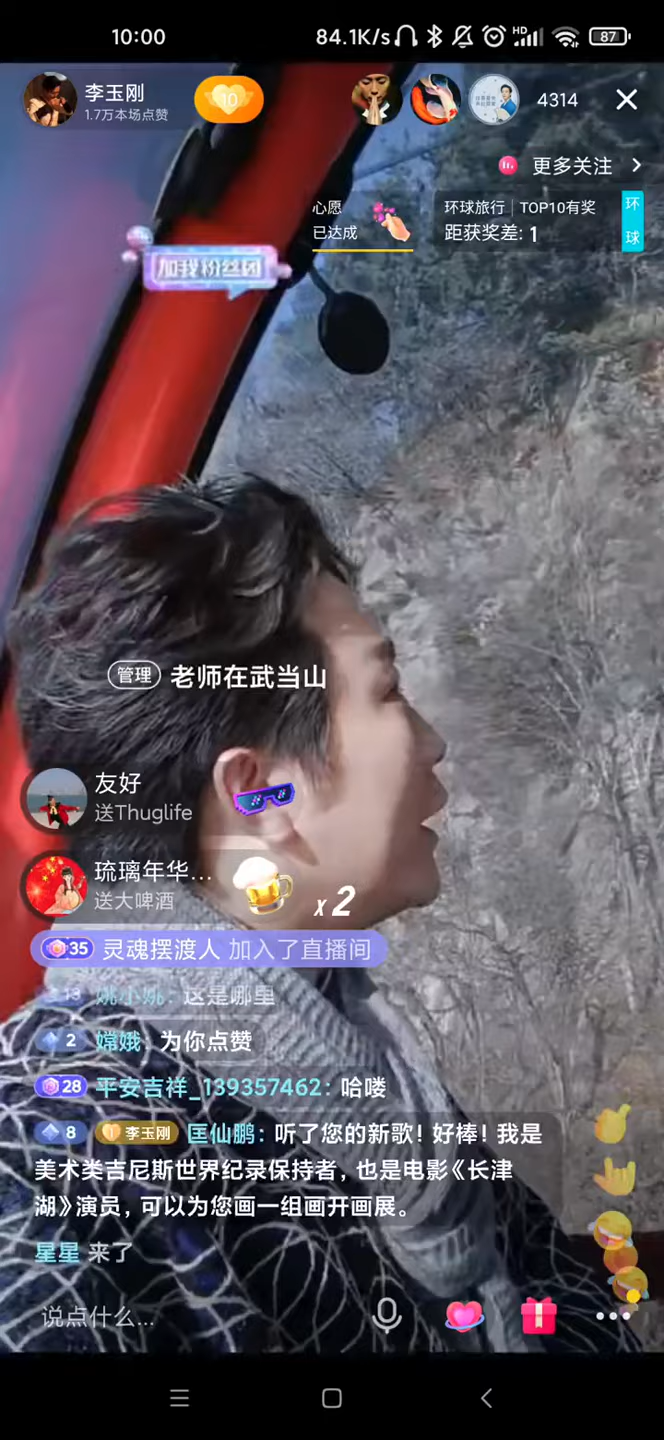 10:00
84.1K/s
HD
87
李玉刚
1.7万本场点赞
10
4314
更多关注
心愿
已达成
环球旅行 | TOP10有奖
距获奖差: 1
环球
加我粉丝团
管理 老师在武当山
友好
送Thuglife
琉璃年华...
送大啤酒
x 2
35 灵魂摆渡人 加入了直播间
13 姚小姚: 这是哪里
2 嫦娥: 为你点赞
28 平安吉祥_139357462: 哈喽
8 李玉刚 匡仙鹏: 听了您的新歌! 好棒! 我是
美术类吉尼斯世界纪录保持者, 也是电影《长津
湖》演员, 可以为您画一组画开画展。
星星 来了
说点什么...